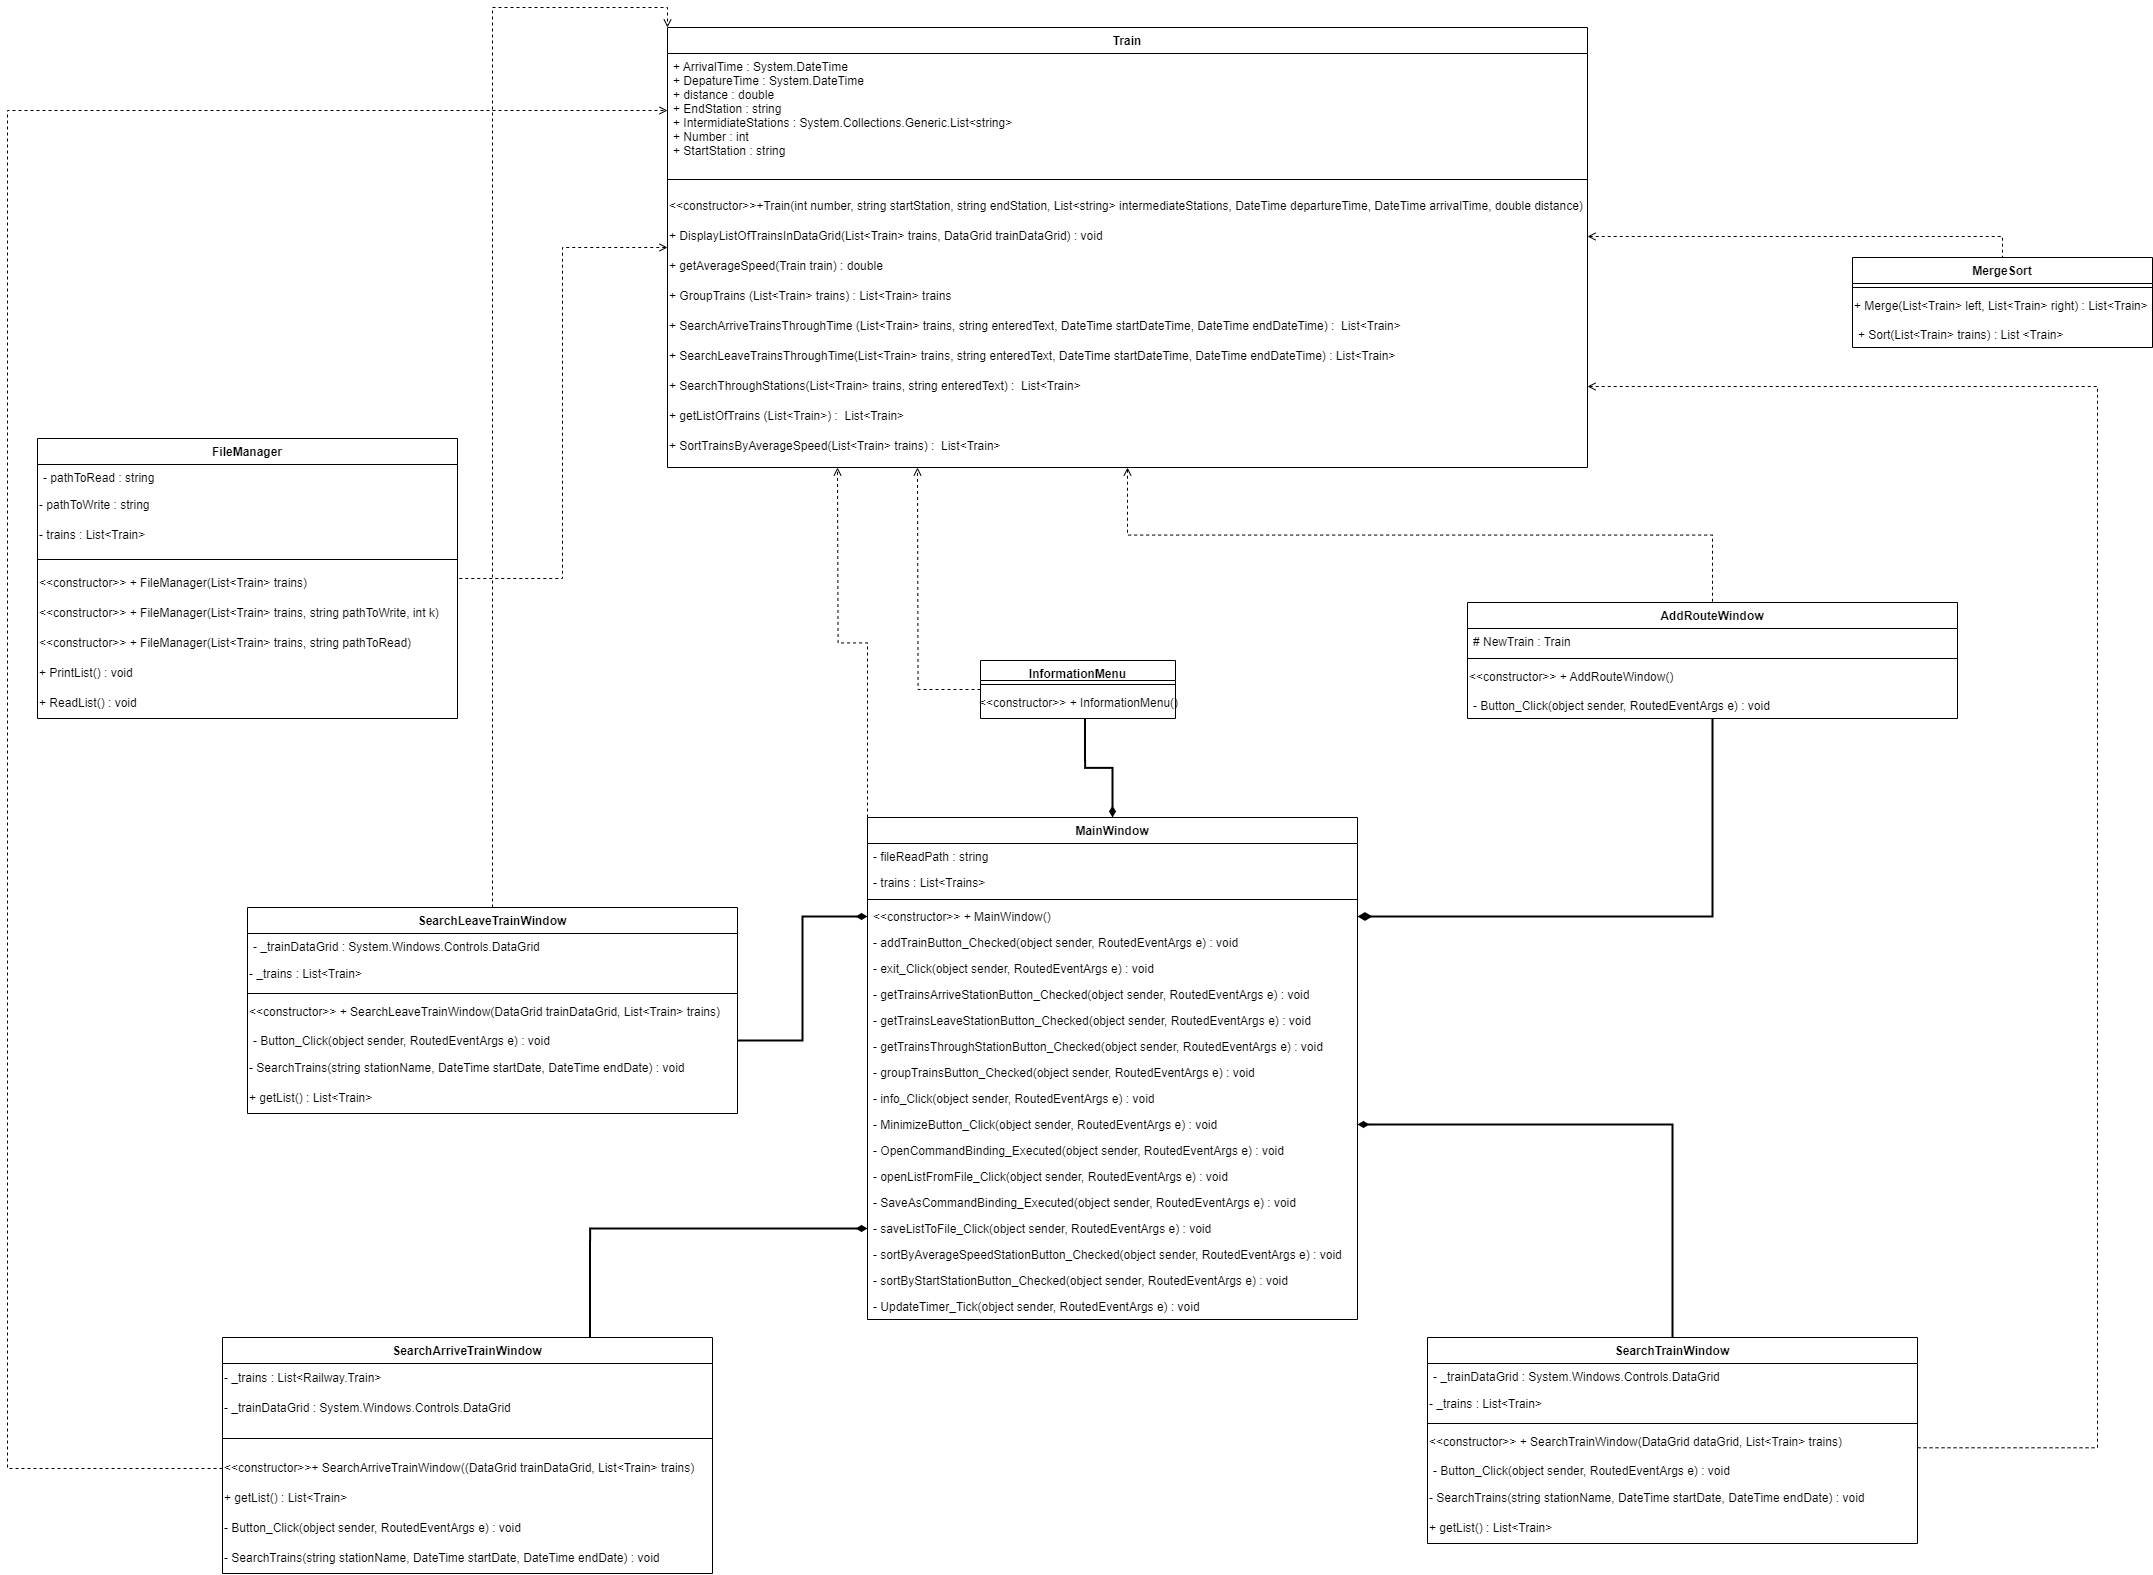 Train
+ ArrivalTime : System.DateTime
+ DepatureTime : System.DateTime
+ distance : double
+ EndStation : string
+ IntermidiateStations : System.Collections.Generic.List<string>
+ Number : int
+ StartStation : string
<<constructor>>+Train(int number, string startStation, string endStation, List<string> intermediateStations, DateTime departureTime, DateTime arrivalTime, double distance)
+ DisplayListOfTrainsInDataGrid(List<Train> trains, DataGrid trainDataGrid) : void
+ getAverageSpeed(Train train) : double
+ GroupTrains (List<Train> trains) : List<Train> trains
+ SearchArriveTrainsThroughTime (List<Train> trains, string enteredText, DateTime startDateTime, DateTime endDateTime) :  List<Train>
+ SearchLeaveTrainsThroughTime(List<Train> trains, string enteredText, DateTime startDateTime, DateTime endDateTime) : List<Train>
+ SearchThroughStations(List<Train> trains, string enteredText) :  List<Train>
+ getListOfTrains (List<Train>) :  List<Train>
+ SortTrainsByAverageSpeed(List<Train> trains) :  List<Train>
MergeSort
+ Merge(List<Train> left, List<Train> right) : List<Train>
+ Sort(List<Train> trains) : List <Train>
FileManager
- pathToRead : string
- pathToWrite : string
- trains : List<Train>
<<constructor>> + FileManager(List<Train> trains)
<<constructor>> + FileManager(List<Train> trains, string pathToWrite, int k)
<<constructor>> + FileManager(List<Train> trains, string pathToRead)
+ PrintList() : void
+ ReadList() : void
InformationMenu
<<constructor>> + InformationMenu()
AddRouteWindow
# NewTrain : Train
<<constructor>> + AddRouteWindow()
- Button_Click(object sender, RoutedEventArgs e) : void
MainWindow
- fileReadPath : string
- trains : List<Trains>
<<constructor>> + MainWindow()
- addTrainButton_Checked(object sender, RoutedEventArgs e) : void
- exit_Click(object sender, RoutedEventArgs e) : void
- getTrainsArriveStationButton_Checked(object sender, RoutedEventArgs e) : void
- getTrainsLeaveStationButton_Checked(object sender, RoutedEventArgs e) : void
- getTrainsThroughStationButton_Checked(object sender, RoutedEventArgs e) : void
- groupTrainsButton_Checked(object sender, RoutedEventArgs e) : void
- info_Click(object sender, RoutedEventArgs e) : void
- MinimizeButton_Click(object sender, RoutedEventArgs e) : void
- OpenCommandBinding_Executed(object sender, RoutedEventArgs e) : void
- openListFromFile_Click(object sender, RoutedEventArgs e) : void
- SaveAsCommandBinding_Executed(object sender, RoutedEventArgs e) : void
- saveListToFile_Click(object sender, RoutedEventArgs e) : void
- sortByAverageSpeedStationButton_Checked(object sender, RoutedEventArgs e) : void
- sortByStartStationButton_Checked(object sender, RoutedEventArgs e) : void
- UpdateTimer_Tick(object sender, RoutedEventArgs e) : void
SearchLeaveTrainWindow
- _trainDataGrid : System.Windows.Controls.DataGrid
- _trains : List<Train>
<<constructor>> + SearchLeaveTrainWindow(DataGrid trainDataGrid, List<Train> trains)
- Button_Click(object sender, RoutedEventArgs e) : void
- SearchTrains(string stationName, DateTime startDate, DateTime endDate) : void
+ getList() : List<Train>
SearchArriveTrainWindow
- _trains : List<Railway.Train>
- _trainDataGrid : System.Windows.Controls.DataGrid
<<constructor>>+ SearchArriveTrainWindow((DataGrid trainDataGrid, List<Train> trains)
+ getList() : List<Train>
- Button_Click(object sender, RoutedEventArgs e) : void
- SearchTrains(string stationName, DateTime startDate, DateTime endDate) : void
SearchTrainWindow
- _trainDataGrid : System.Windows.Controls.DataGrid
- _trains : List<Train>
<<constructor>> + SearchTrainWindow(DataGrid dataGrid, List<Train> trains)
- Button_Click(object sender, RoutedEventArgs e) : void
- SearchTrains(string stationName, DateTime startDate, DateTime endDate) : void
+ getList() : List<Train>